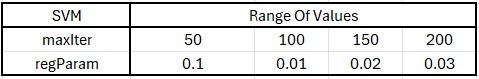 SVM Range Of Values
maxIter 50 100 150 200
regParam 0.1 0.01 0.02 0.03